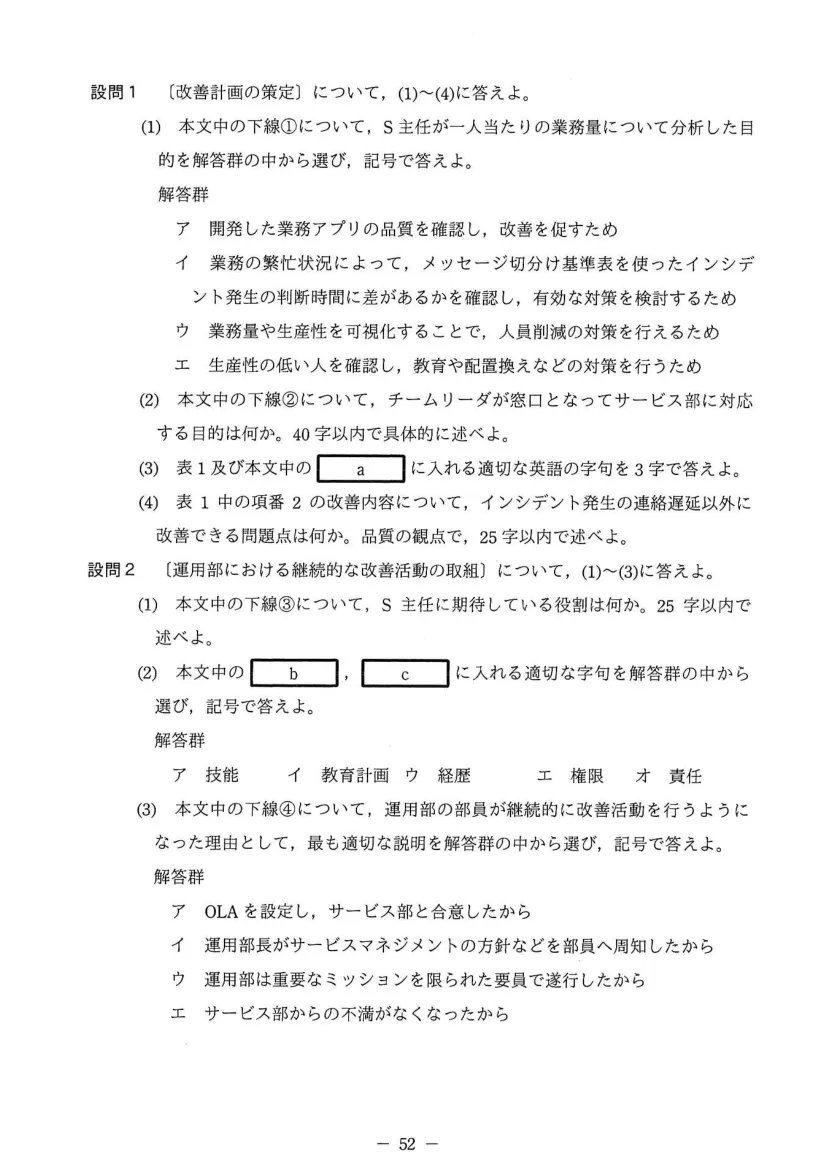 設問1 〔改善計画の策定〕について，(1)～(4)に答えよ。
(1) 本文中の下線①について，S 主任が一人当たりの業務量について分析した目
的を解答群の中から選び，記号で答えよ。
解答群
ア 開発した業務アプリの品質を確認し，改善を促すため
イ 業務の繁忙状況によって，メッセージ切分け基準表を使ったインシデ
ント発生の判断時間に差があるかを確認し，有効な対策を検討するため
ウ 業務量や生産性を可視化することで，人員削減の対策を行えるため
エ 生産性の低い人を確認し，教育や配置換えなどの対策を行うため
(2) 本文中の下線②について，チームリーダが窓口となってサービス部に対応
する目的は何か。40 字以内で具体的に述べよ。
(3) 表 1 及び本文中の a に入れる適切な英語の字句を 3 字で答えよ。
(4) 表 1 中の項番 2 の改善内容について，インシデント発生の連絡遅延以外に
改善できる問題点は何か。品質の観点で，25 字以内で述べよ。
設問2 〔運用部における継続的な改善活動の取組〕について，(1)～(3)に答えよ。
(1) 本文中の下線③について，S 主任に期待している役割は何か。25 字以内で
述べよ。
(2) 本文中の b ， c に入れる適切な字句を解答群の中から
選び，記号で答えよ。
解答群
ア 技能 イ 教育計画 ウ 経歴 エ 権限 オ 責任
(3) 本文中の下線④について，運用部の部員が継続的に改善活動を行うように
なった理由として，最も適切な説明を解答群の中から選び，記号で答えよ。
解答群
ア OLA を設定し，サービス部と合意したから
イ 運用部長がサービスマネジメントの方針などを部員へ周知したから
ウ 運用部は重要なミッションを限られた要員で遂行したから
エ サービス部からの不満がなくなったから
－ 52 －